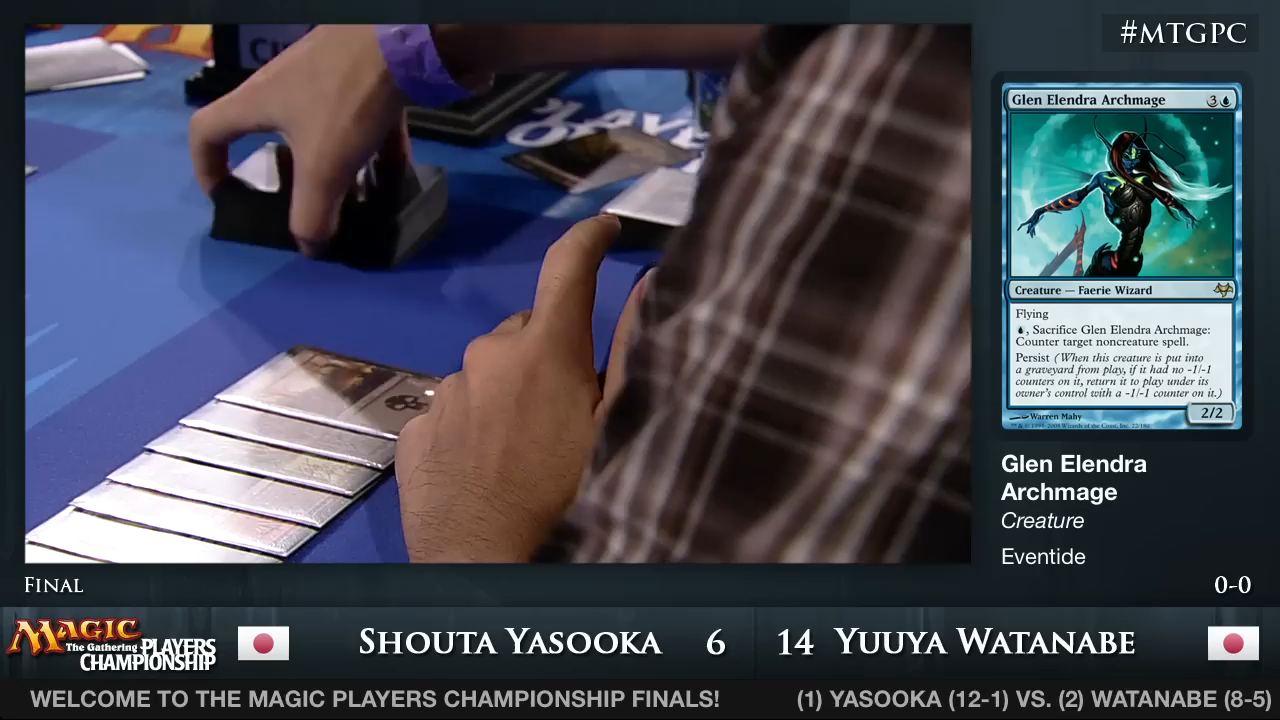 #MTGPC
Glen Elendra Archmage
3
Creature — Faerie Wizard
Flying
, Sacrifice Glen Elendra Archmage:
Counter target noncreature spell.
Persist (When this creature is put into
a graveyard from play, if it had no -1/-1
counters on it, return it to play under its
owner's control with a -1/-1 counter on it.)
2/2
Warren Mahy
Glen Elendra
Archmage
Creature
Eventide
FINAL
0-0
MAGIC
The Gathering
PLAYERS
CHAMPIONSHIP
SHOUTA YASOOKA 6
14 YUUYA WATANABE
WELCOME TO THE MAGIC PLAYERS CHAMPIONSHIP FINALS!
(1) YASOOKA (12-1) VS. (2) WATANABE (8-5)